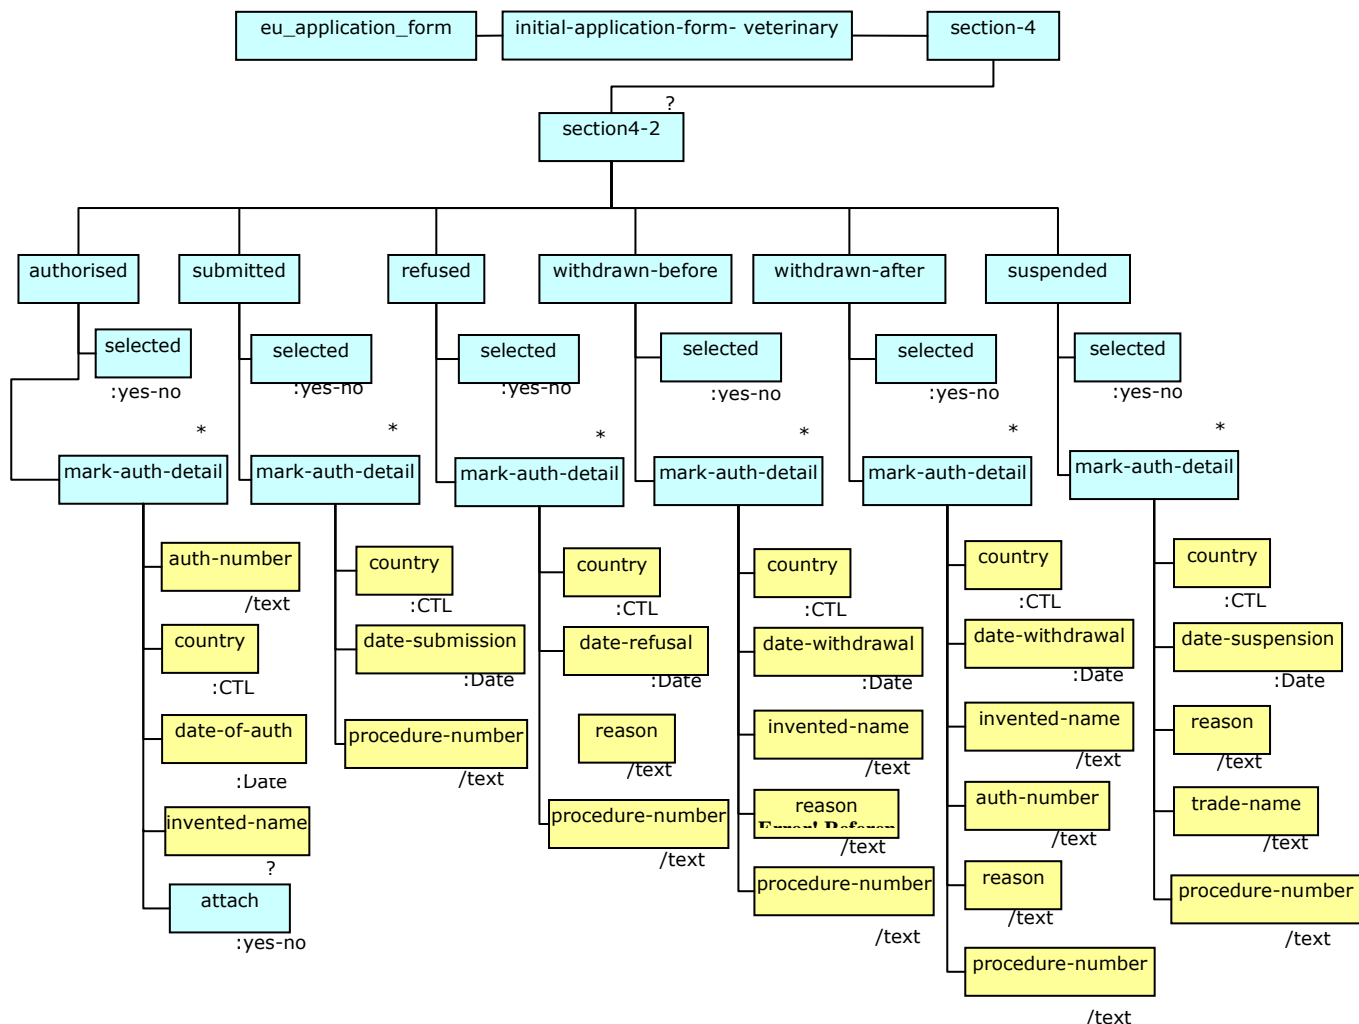 eu_application_form
initial-application-form- veterinary
section-4
?
section4-2
authorised
submitted
refused
withdrawn-before
withdrawn-after
suspended
selected
selected
selected
selected
selected
selected
:yes-no
:yes-no
:yes-no
:yes-no
:yes-no
:yes-no
*
*
*
*
*
*
mark-auth-detail
mark-auth-detail
mark-auth-detail
mark-auth-detail
mark-auth-detail
mark-auth-detail
auth-number
/text
country
:CTL
date-of-auth
:Date
invented-name
?
attach
:yes-no
country
:CTL
date-submission
:Date
procedure-number
/text
country
:CTL
date-refusal
:Date
reason
/text
procedure-number
/text
country
:CTL
date-withdrawal
:Date
invented-name
/text
reason
Error! Referen
/text
procedure-number
/text
country
:CTL
date-withdrawal
:Date
invented-name
/text
auth-number
/text
reason
/text
procedure-number
/text
country
:CTL
date-suspension
:Date
reason
/text
trade-name
/text
procedure-number
/text